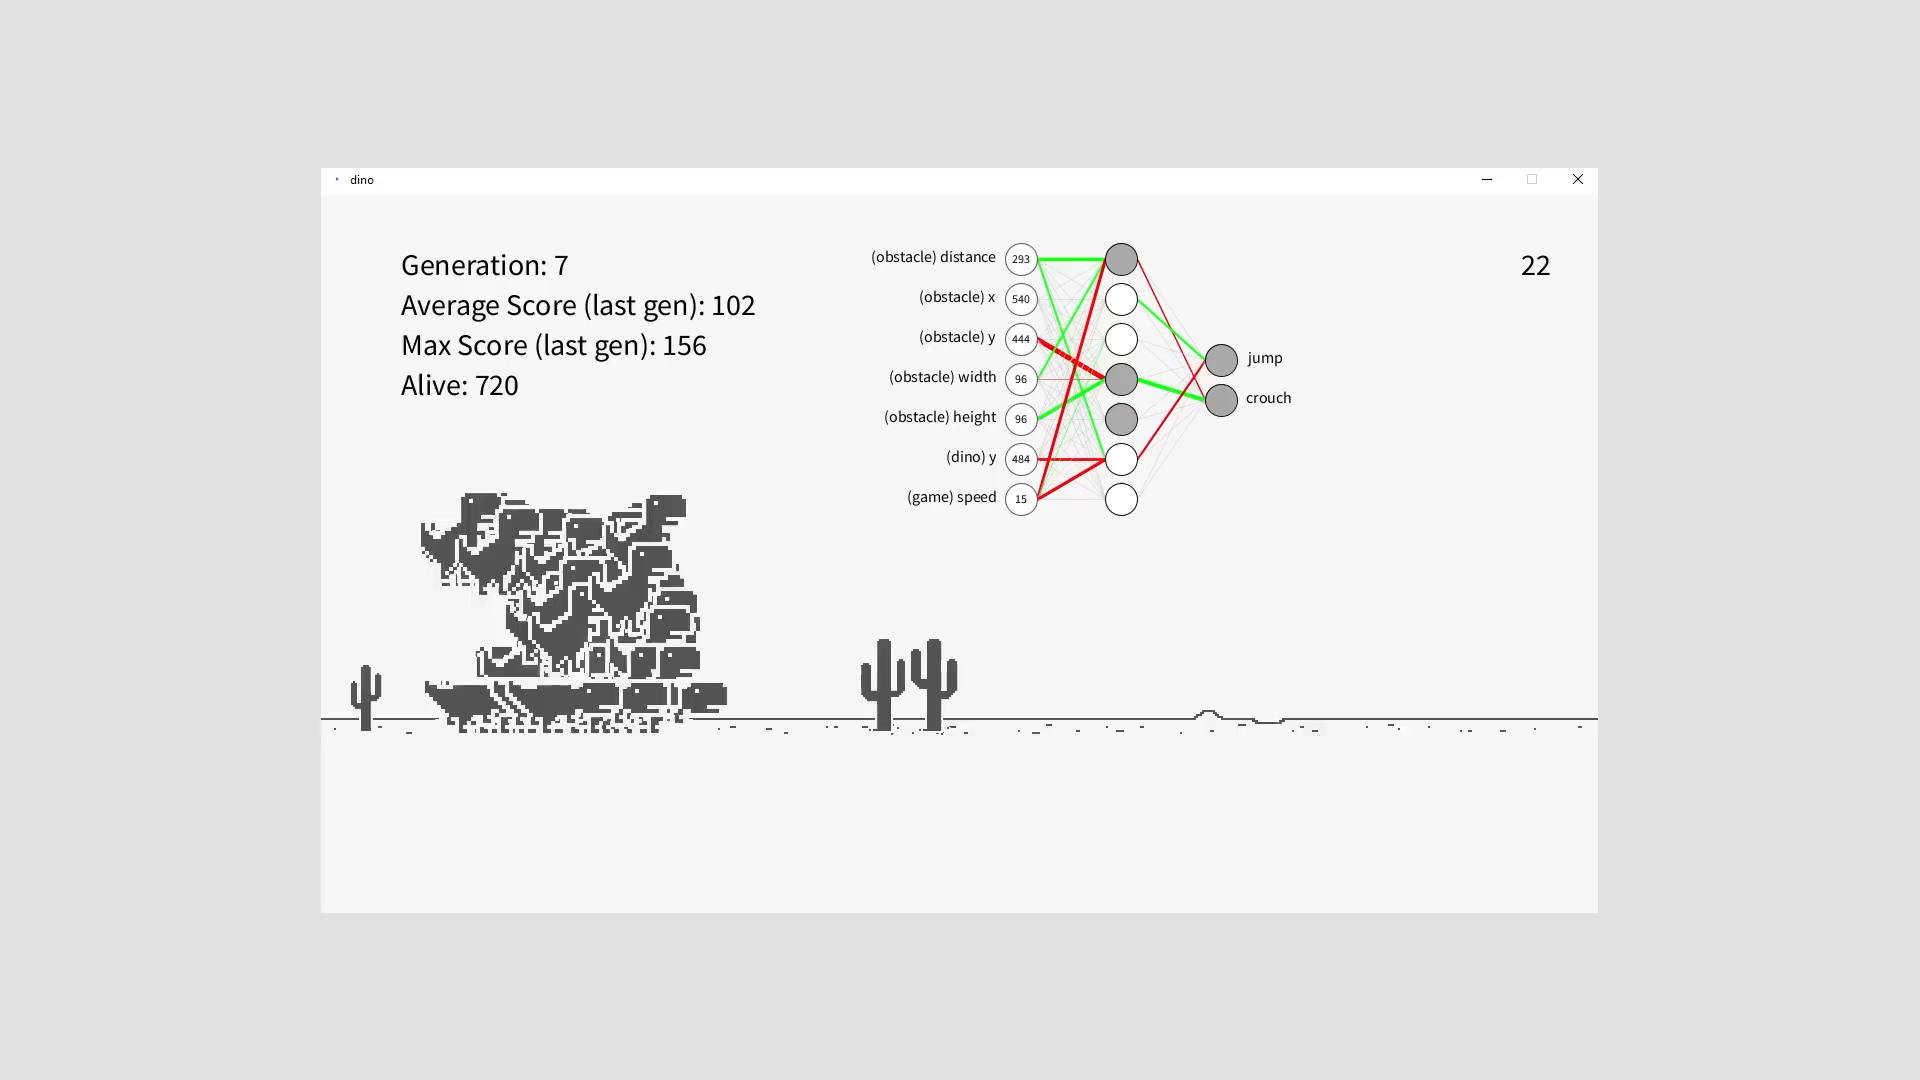 dino
Generation: 7
Average Score (last gen): 102
Max Score (last gen): 156
Alive: 720
(obstacle) distance 293
(obstacle) x 540
(obstacle) y 444
(obstacle) width 96
(obstacle) height 96
(dino) y 484
(game) speed 15
jump
crouch
22